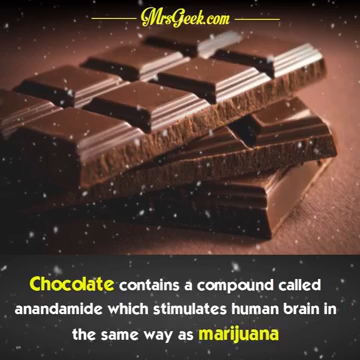 MrsGeek.com
Chocolate contains a compound called
anandamide which stimulates human brain in
the same way as marijuana